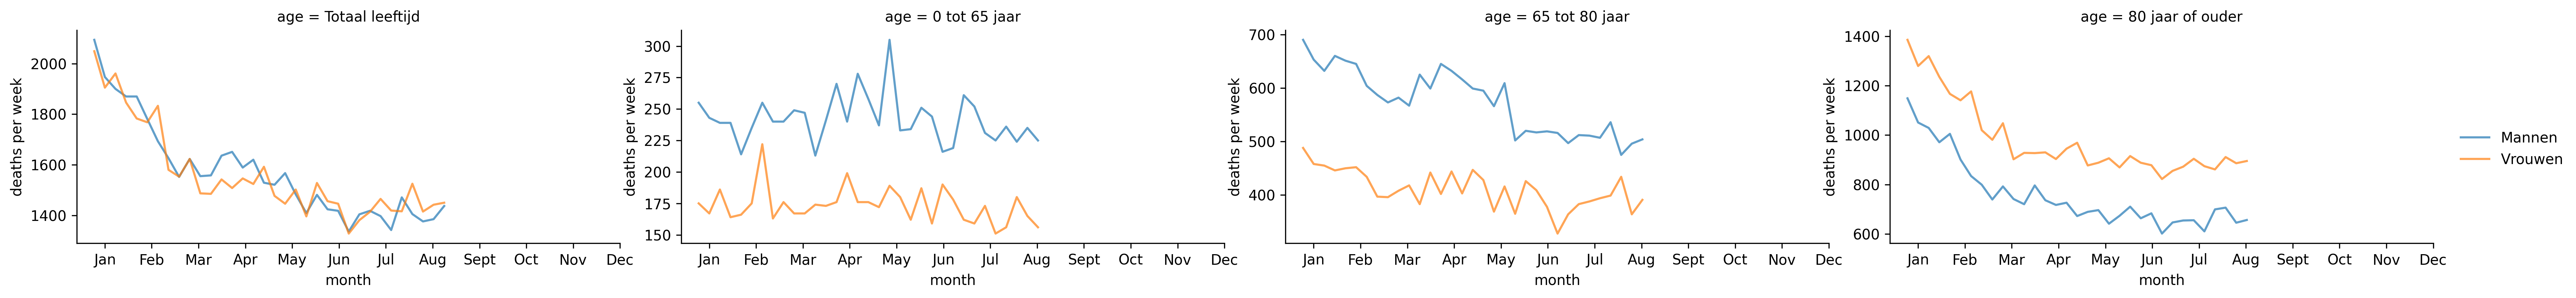 age = Totaal leeftijd
deaths per week
2000
1800
1600
1400
Jan Feb Mar Apr May Jun Jul Aug Sept Oct Nov Dec
month
age = 0 tot 65 jaar
deaths per week
300
275
250
225
200
175
150
Jan Feb Mar Apr May Jun Jul Aug Sept Oct Nov Dec
month
age = 65 tot 80 jaar
deaths per week
700
600
500
400
Jan Feb Mar Apr May Jun Jul Aug Sept Oct Nov Dec
month
age = 80 jaar of ouder
deaths per week
1400
1200
1000
800
600
Jan Feb Mar Apr May Jun Jul Aug Sept Oct Nov Dec
month
Mannen
Vrouwen